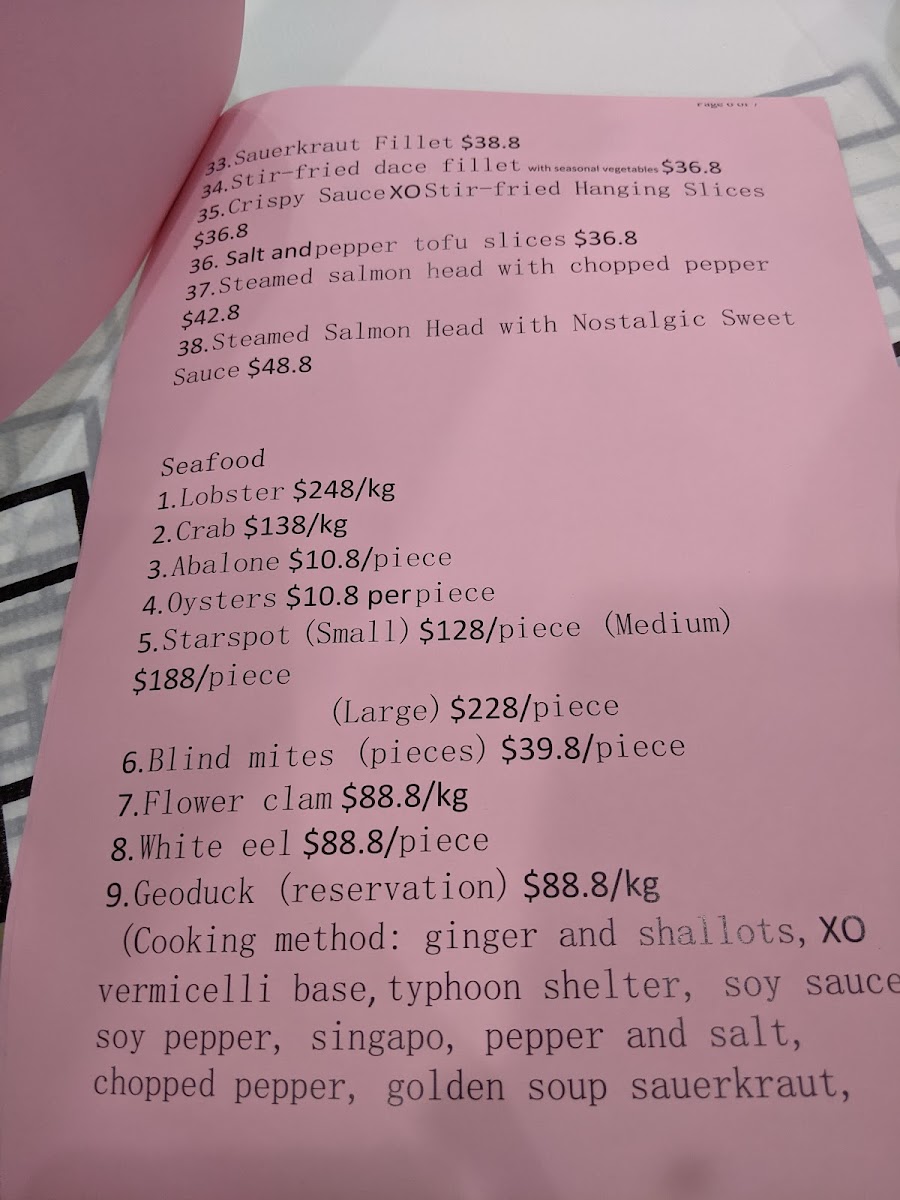 33.Sauerkraut Fillet $38.8
34.Stir-fried dace fillet with seasonal vegetables $36.8
35.Crispy Sauce XO Stir-fried Hanging Slices
$36.8
36. Salt and pepper tofu slices $36.8
37.Steamed salmon head with chopped pepper
$42.8
38.Steamed Salmon Head with Nostalgic Sweet
Sauce $48.8
Seafood
1.Lobster $248/kg
2.Crab $138/kg
3.Abalone $10.8/piece
4.Oysters $10.8 per piece
5.Starspot (Small) $128/piece (Medium)
$188/piece
(Large) $228/piece
6.Blind mites (pieces) $39.8/piece
7.Flower clam $88.8/kg
8.White eel $88.8/piece
9.Geoduck (reservation) $88.8/kg
(Cooking method: ginger and shallots, XO
vermicelli base, typhoon shelter, soy sauce
soy pepper, singapo, pepper and salt,
chopped pepper, golden soup sauerkraut,